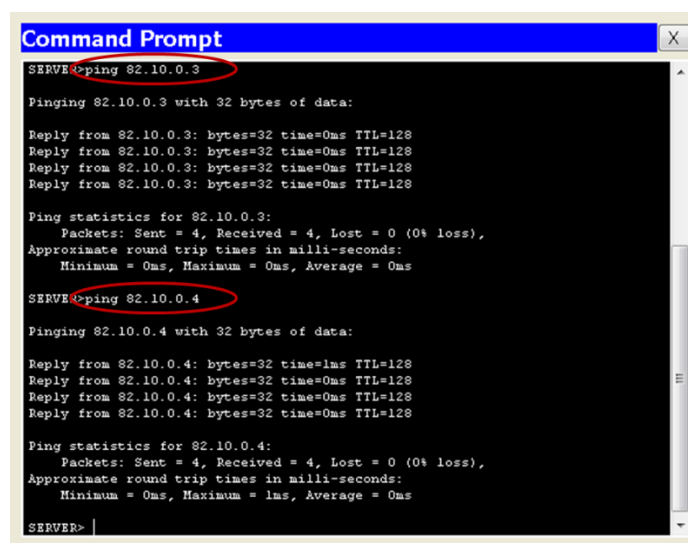 Command Prompt
X
SERVER>ping 82.10.0.3
Pinging 82.10.0.3 with 32 bytes of data:
Reply from 82.10.0.3: bytes=32 time=0ms TTL=128
Reply from 82.10.0.3: bytes=32 time=0ms TTL=128
Reply from 82.10.0.3: bytes=32 time=0ms TTL=128
Reply from 82.10.0.3: bytes=32 time=0ms TTL=128
Ping statistics for 82.10.0.3:
Packets: Sent = 4, Received = 4, Lost = 0 (0% loss),
Approximate round trip times in milli-seconds:
Minimum = 0ms, Maximum = 0ms, Average = 0ms
SERVER>ping 82.10.0.4
Pinging 82.10.0.4 with 32 bytes of data:
Reply from 82.10.0.4: bytes=32 time=1ms TTL=128
Reply from 82.10.0.4: bytes=32 time=0ms TTL=128
Reply from 82.10.0.4: bytes=32 time=0ms TTL=128
Reply from 82.10.0.4: bytes=32 time=0ms TTL=128
Ping statistics for 82.10.0.4:
Packets: Sent = 4, Received = 4, Lost = 0 (0% loss),
Approximate round trip times in milli-seconds:
Minimum = 0ms, Maximum = 1ms, Average = 0ms
SERVER>